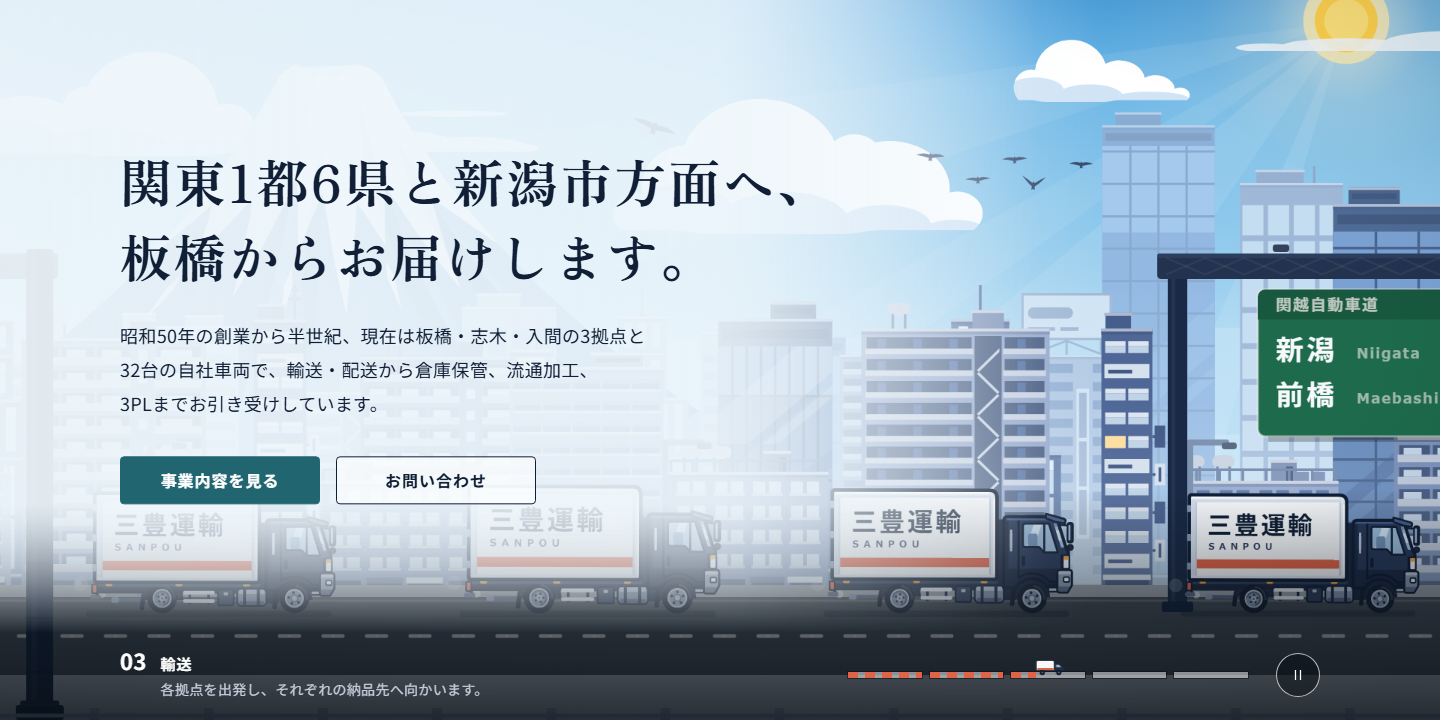 関東1都6県と新潟市方面へ、
板橋からお届けします。
昭和50年の創業から半世紀、現在は板橋・志木・入間の3拠点と
32台の自社車両で、輸送・配送から倉庫保管、流通加工、
3PLまでお引き受けしています。
事業内容を見る
お問い合わせ
関越自動車道
新潟 Niigata
前橋 Maebashi
三豊運輸
SANPOU
三豊運輸
SANPOU
三豊運輸
SANPOU
三豊運輸
SANPOU
03 輸送
各拠点を出発し、それぞれの納品先へ向かいます。